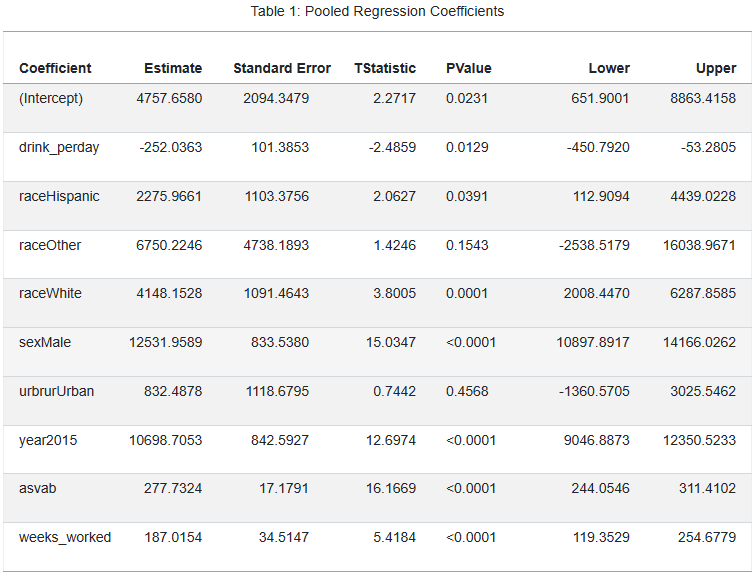 Table 1: Pooled Regression Coefficients
Coefficient Estimate Standard Error TStatistic PValue Lower Upper
(Intercept) 4757.6580 2094.3479 2.2717 0.0231 651.9001 8863.4158
drink_perday -252.0363 101.3853 -2.4859 0.0129 -450.7920 -53.2805
raceHispanic 2275.9661 1103.3756 2.0627 0.0391 112.9094 4439.0228
raceOther 6750.2246 4738.1893 1.4246 0.1543 -2538.5179 16038.9671
raceWhite 4148.1528 1091.4643 3.8005 0.0001 2008.4470 6287.8585
sexMale 12531.9589 833.5380 15.0347 <0.0001 10897.8917 14166.0262
urbrurUrban 832.4878 1118.6795 0.7442 0.4568 -1360.5705 3025.5462
year2015 10698.7053 842.5927 12.6974 <0.0001 9046.8873 12350.5233
asvab 277.7324 17.1791 16.1669 <0.0001 244.0546 311.4102
weeks_worked 187.0154 34.5147 5.4184 <0.0001 119.3529 254.6779